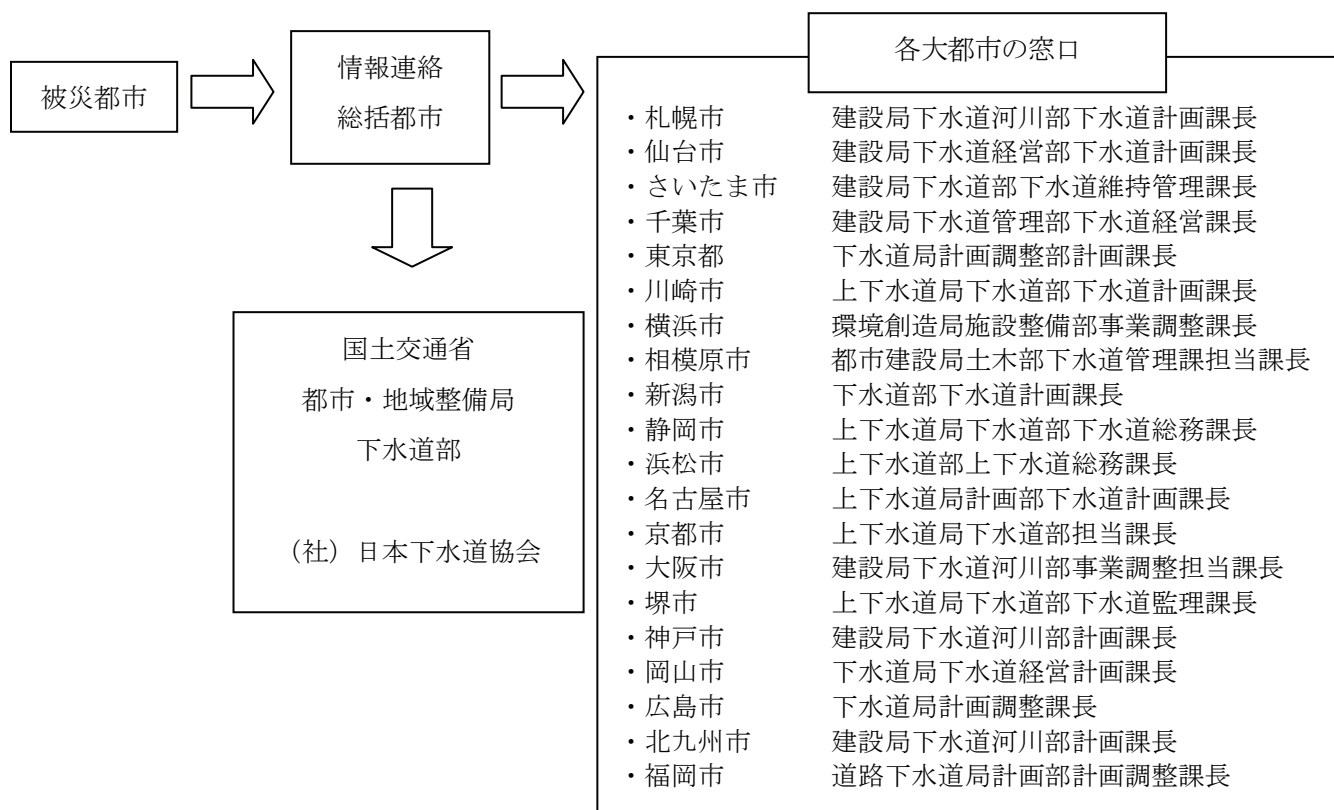 被災都市
情報連絡
総括都市
国土交通省
都市・地域整備局
下水道部
（社）日本下水道協会
各大都市の窓口
・札幌市 建設局下水道河川部下水道計画課長
・仙台市 建設局下水道経営部下水道計画課長
・さいたま市 建設局下水道部下水道維持管理課長
・千葉市 建設局下水道管理部下水道経営課長
・東京都 下水道局計画調整部計画課長
・川崎市 上下水道局下水道部下水道計画課長
・横浜市 環境創造局施設整備部事業調整課長
・相模原市 都市建設局土木部下水道管理課担当課長
・新潟市 下水道部下水道計画課長
・静岡市 上下水道局下水道部下水道総務課長
・浜松市 上下水道部上下水道総務課長
・名古屋市 上下水道局計画部下水道計画課長
・京都市 上下水道局下水道部担当課長
・大阪市 建設局下水道河川部事業調整担当課長
・堺市 上下水道局下水道部下水道監理課長
・神戸市 建設局下水道河川部計画課長
・岡山市 下水道局下水道経営計画課長
・広島市 下水道局計画調整課長
・北九州市 建設局下水道河川部計画課長
・福岡市 道路下水道局計画部計画調整課長